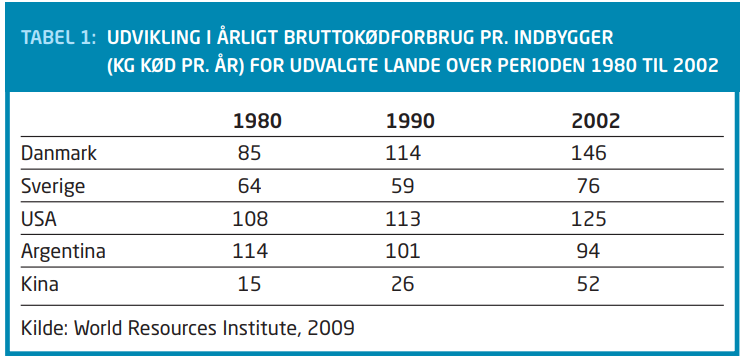 TABEL 1: UDVIKLING I ÅRLIGT BRUTTOKØDFORBRUG PR. INDBYGGER
(KG KØD PR. ÅR) FOR UDVALGTE LANDE OVER PERIODEN 1980 TIL 2002
1980 1990 2002
Danmark 85 114 146
Sverige 64 59 76
USA 108 113 125
Argentina 114 101 94
Kina 15 26 52
Kilde: World Resources Institute, 2009